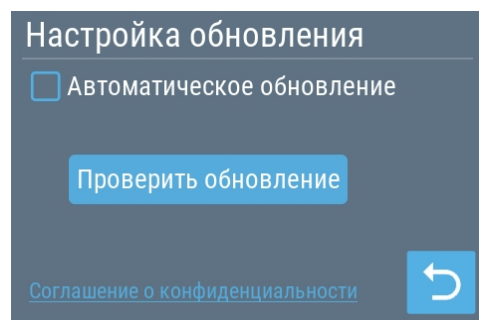 Настройка обновления
Автоматическое обновление
Проверить обновление
Соглашение о конфиденциальности